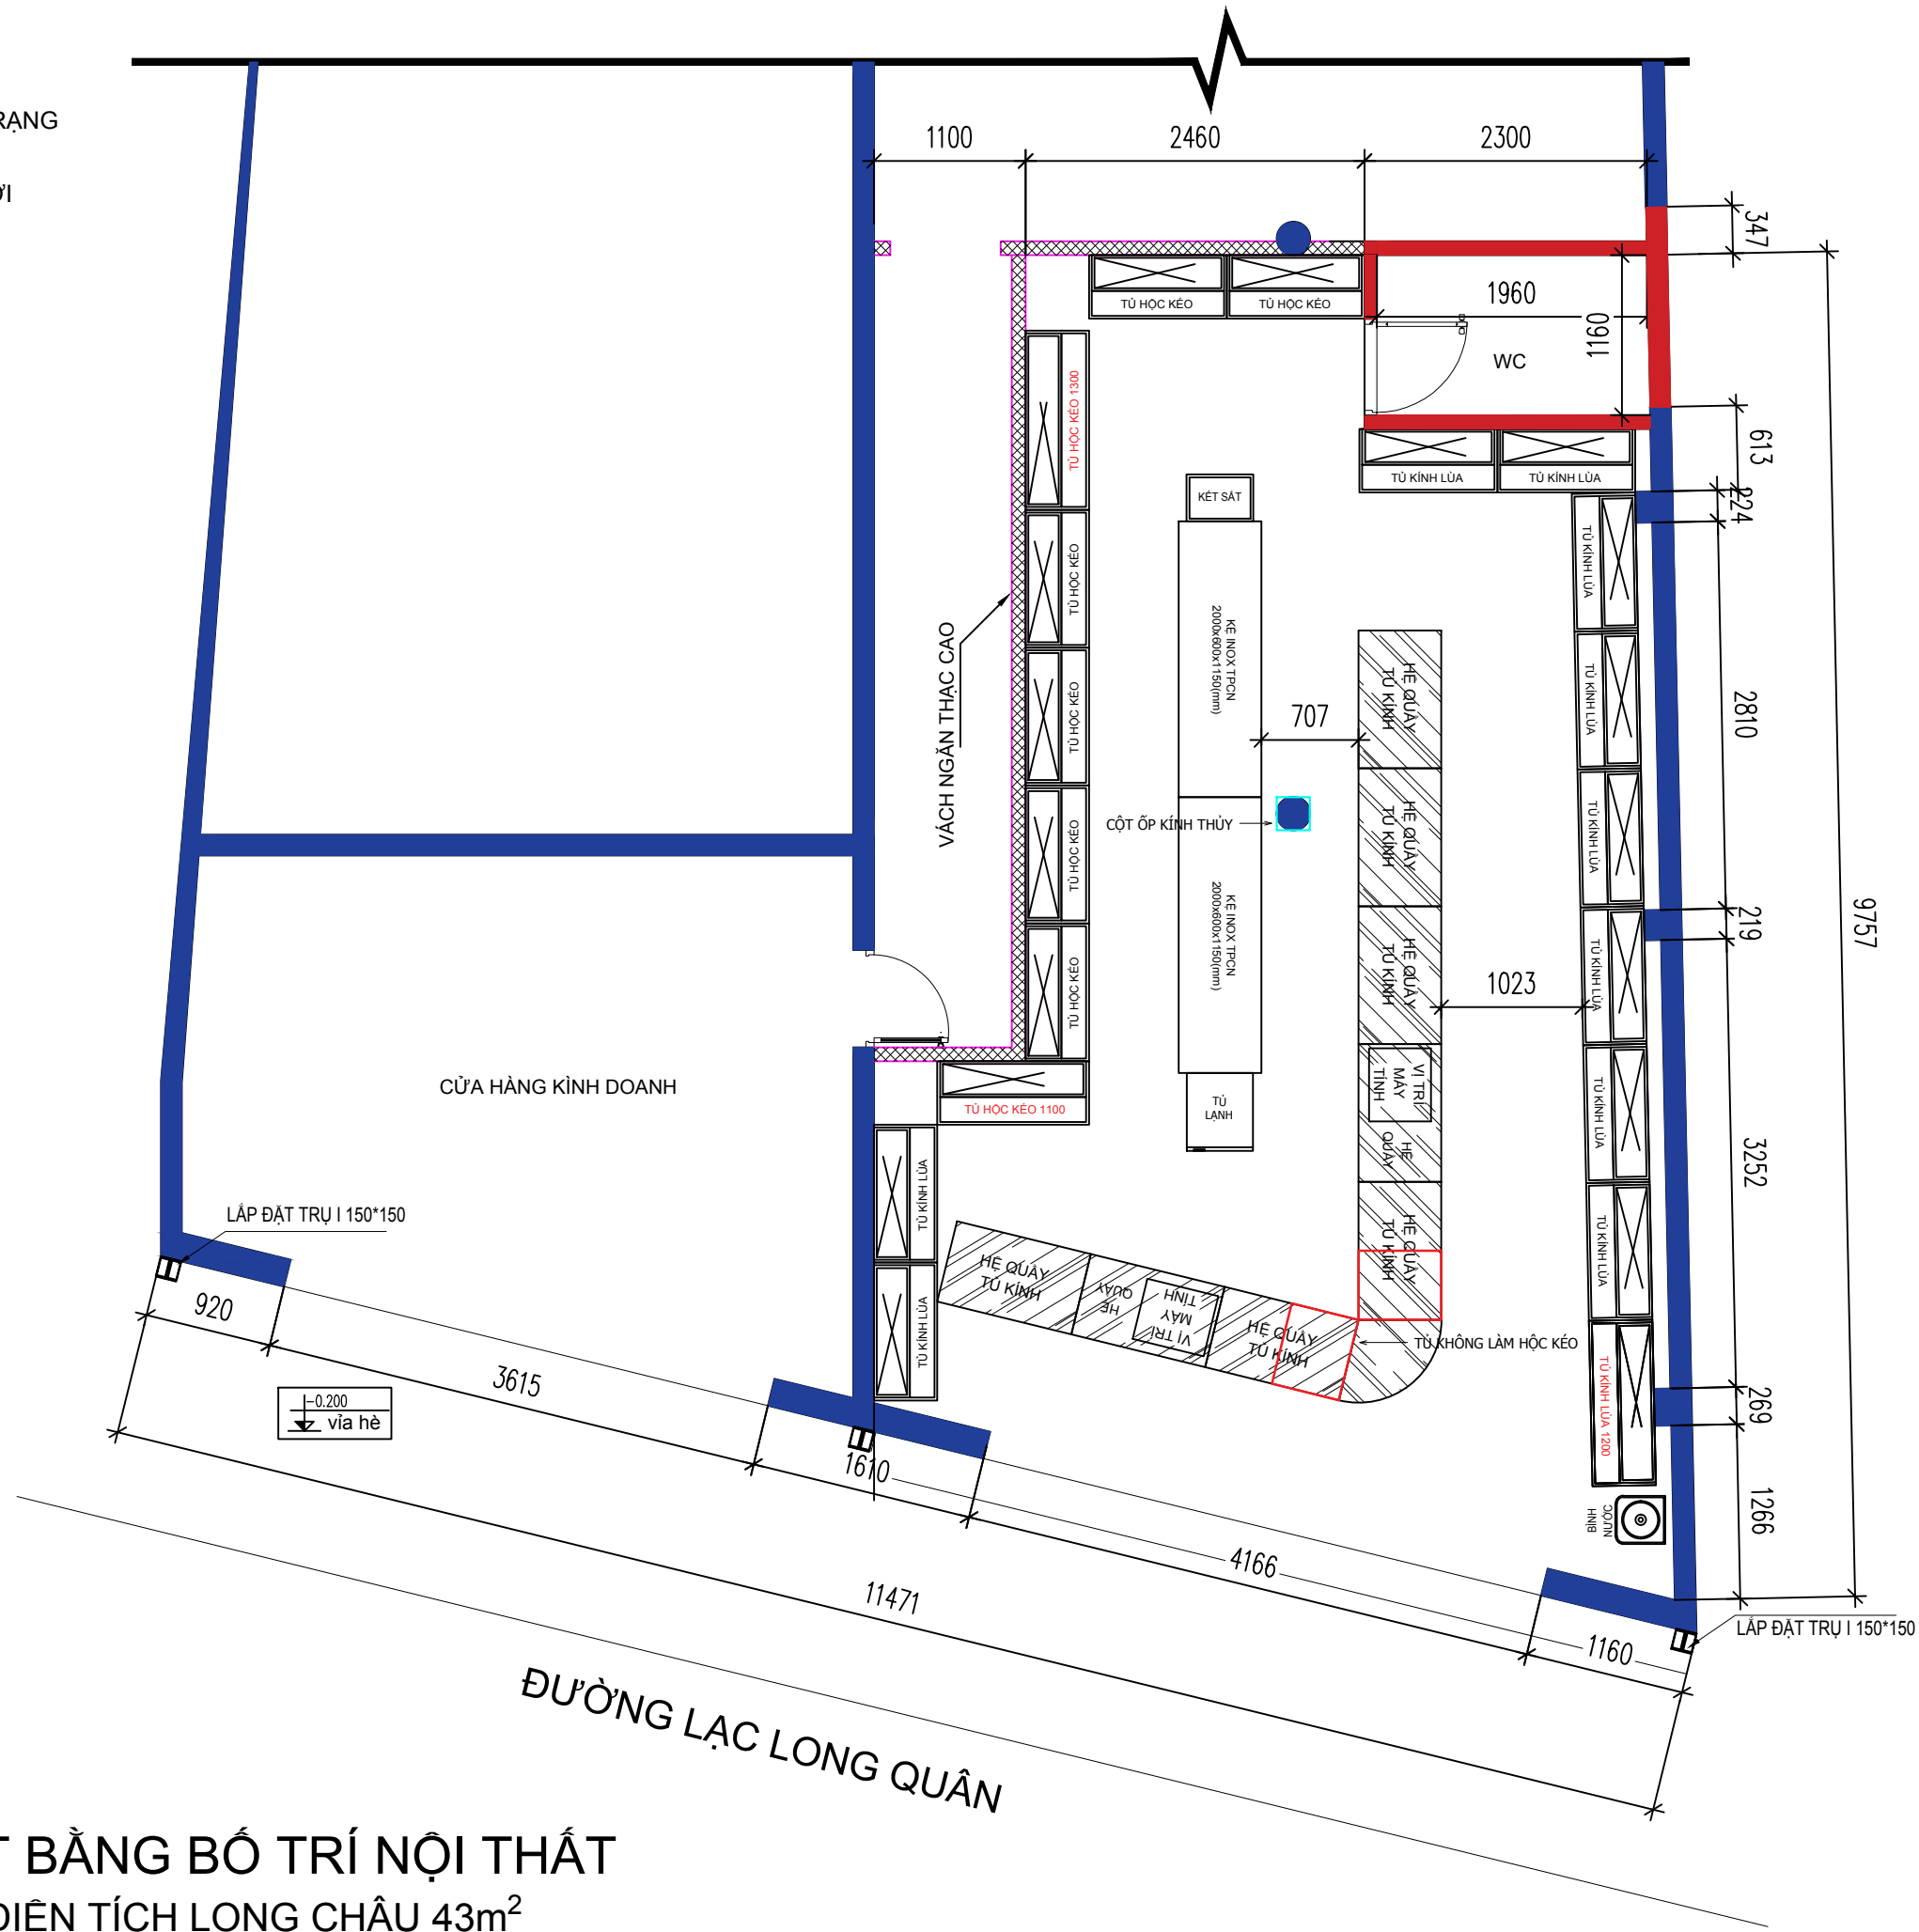 RẠNG
ỚI
1100
2460
2300
347
TỦ HỌC KÉO
TỦ HỌC KÉO
1960
1160
WC
TỦ HỌC KÉO 1300
613
TỦ KÍNH LÙA
TỦ KÍNH LÙA
KÉT SẮT
224
TỦ KÍNH LÙA
TỦ HỌC KÉO
KỆ INOX TPCN
2000x600x1150(mm)
VÁCH NGĂN THẠC CAO
HỆ QUẦY
TỦ KÍNH
TỦ KÍNH LÙA
2810
TỦ HỌC KÉO
707
CỘT ỐP KÍNH THỦY
HỆ QUẦY
TỦ KÍNH
TỦ KÍNH LÙA
TỦ HỌC KÉO
9757
219
KỆ INOX TPCN
2000x600x1150(mm)
HỆ QUẦY
TỦ KÍNH
TỦ KÍNH LÙA
TỦ HỌC KÉO
1023
CỬA HÀNG KÌNH DOANH
TỦ HỌC KÉO 1100
TỦ
LẠNH
VỊ TRÍ
MÁY
TÍNH
HỆ
QUẦY
TỦ KÍNH LÙA
3252
TỦ KÍNH LÙA
LẮP ĐẶT TRỤ I 150*150
HỆ QUẦY
TỦ KÍNH
TỦ KÍNH LÙA
HỆ QUẦY
TỦ KÍNH
HỆ
QUẦY
VỊ TRÍ
MÁY
TÍNH
HỆ QUẦY
TỦ KÍNH
TỦ KHÔNG LÀM HỘC KÉO
TỦ KÍNH LÙA
920
3615
-0.200
vỉa hè
TỦ KÍNH LÙA 1200
269
1610
BÌNH
NƯỚC
1266
4166
11471
1160
LẮP ĐẶT TRỤ I 150*150
ĐƯỜNG LẠC LONG QUÂN
T BẰNG BỐ TRÍ NỘI THẤT
DIỆN TÍCH LONG CHÂU 43m²